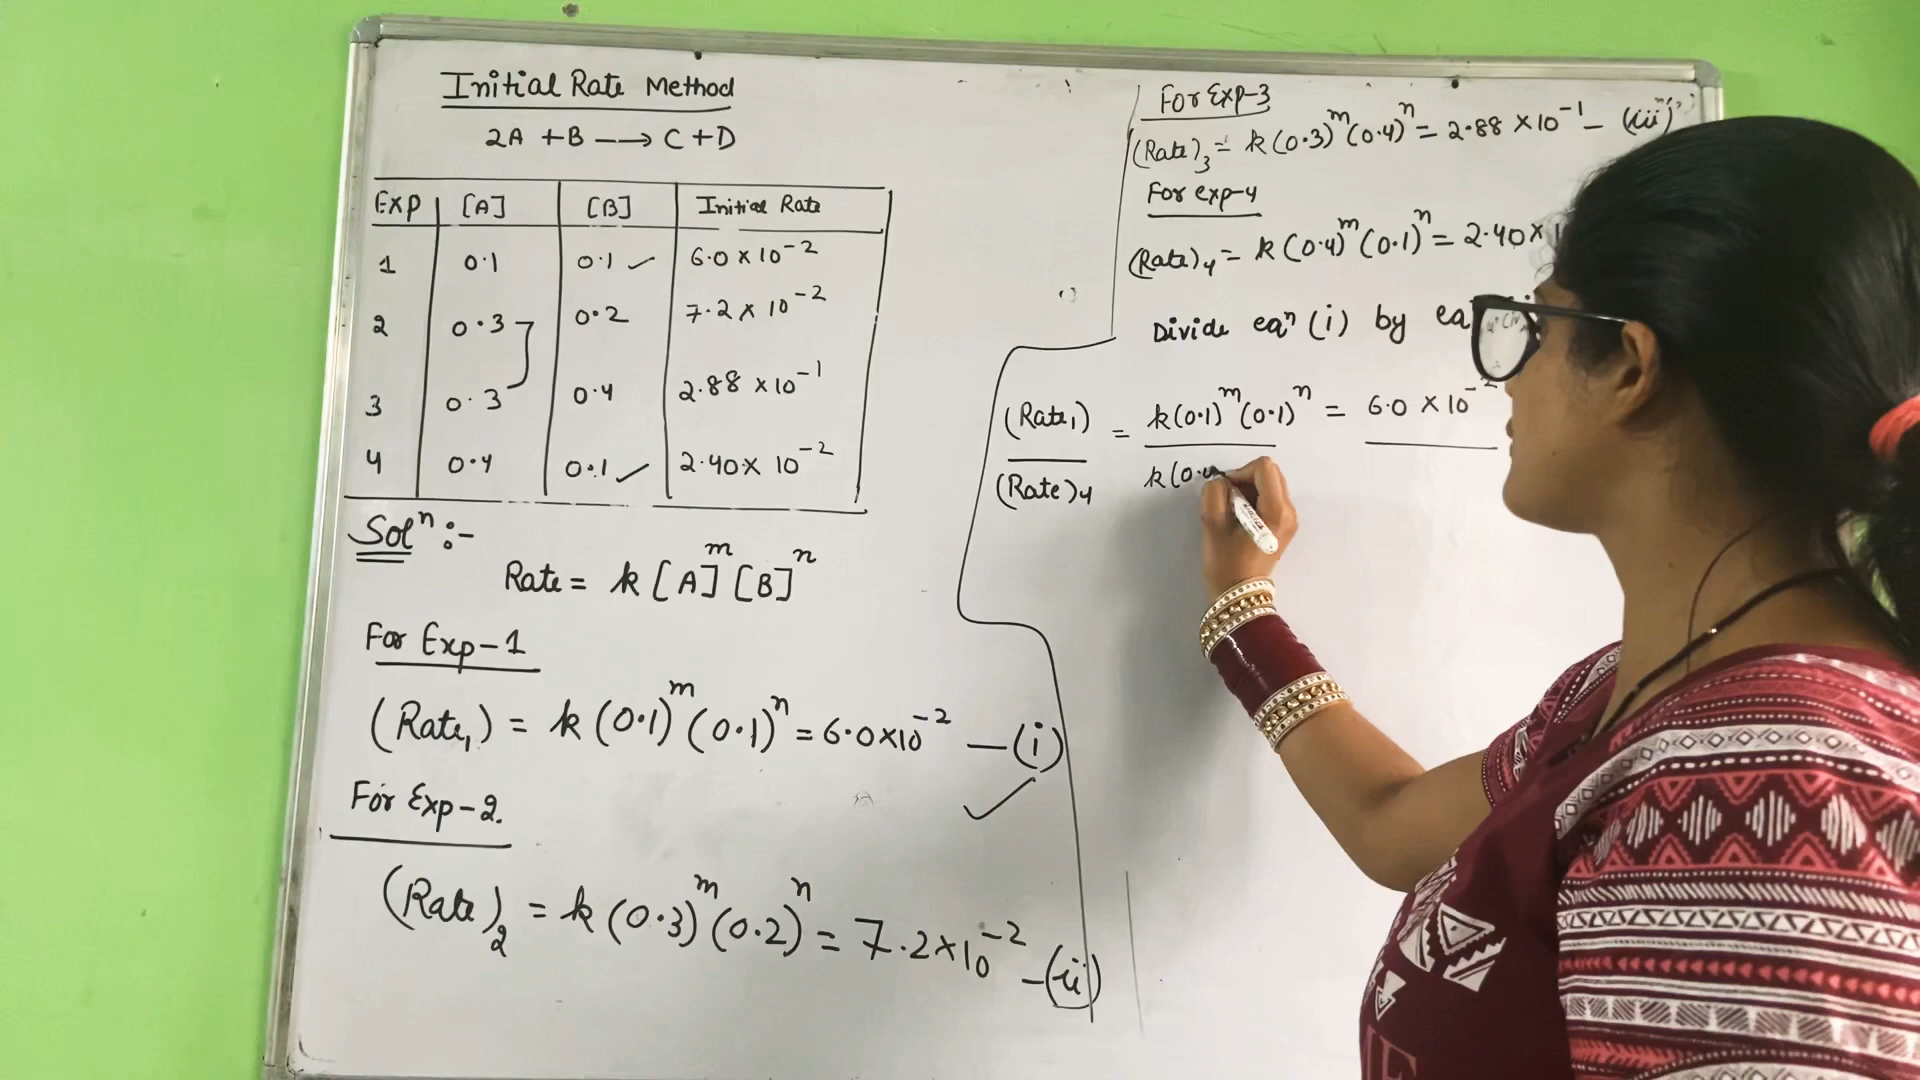 Initial Rate Method
2A + B ⟶ C + D
Exp [A] [B] Initial Rate
1 0.1 0.1 ✓ 6.0 × 10⁻²
2 0.3 0.2 7.2 × 10⁻²
3 0.3 0.4 2.88 × 10⁻¹
4 0.4 0.1 ✓ 2.40 × 10⁻²
Solⁿ :-
Rate = k [A]ᵐ [B]ⁿ
For Exp-1
(Rate₁) = k (0.1)ᵐ (0.1)ⁿ = 6.0 × 10⁻² — (i)
For Exp-2.
(Rate)₂ = k (0.3)ᵐ (0.2)ⁿ = 7.2 × 10⁻² — (ii)
For Exp-3
(Rate)₃ = k (0.3)ᵐ (0.4)ⁿ = 2.88 × 10⁻¹ — (iii)
For exp-4
(Rate)₄ = k (0.4)ᵐ (0.1)ⁿ = 2.40 ×
Divide eqⁿ (i) by eq
(Rate₁) = k (0.1)ᵐ (0.1)ⁿ = 6.0 × 10⁻²
(Rate)₄ k (0.4